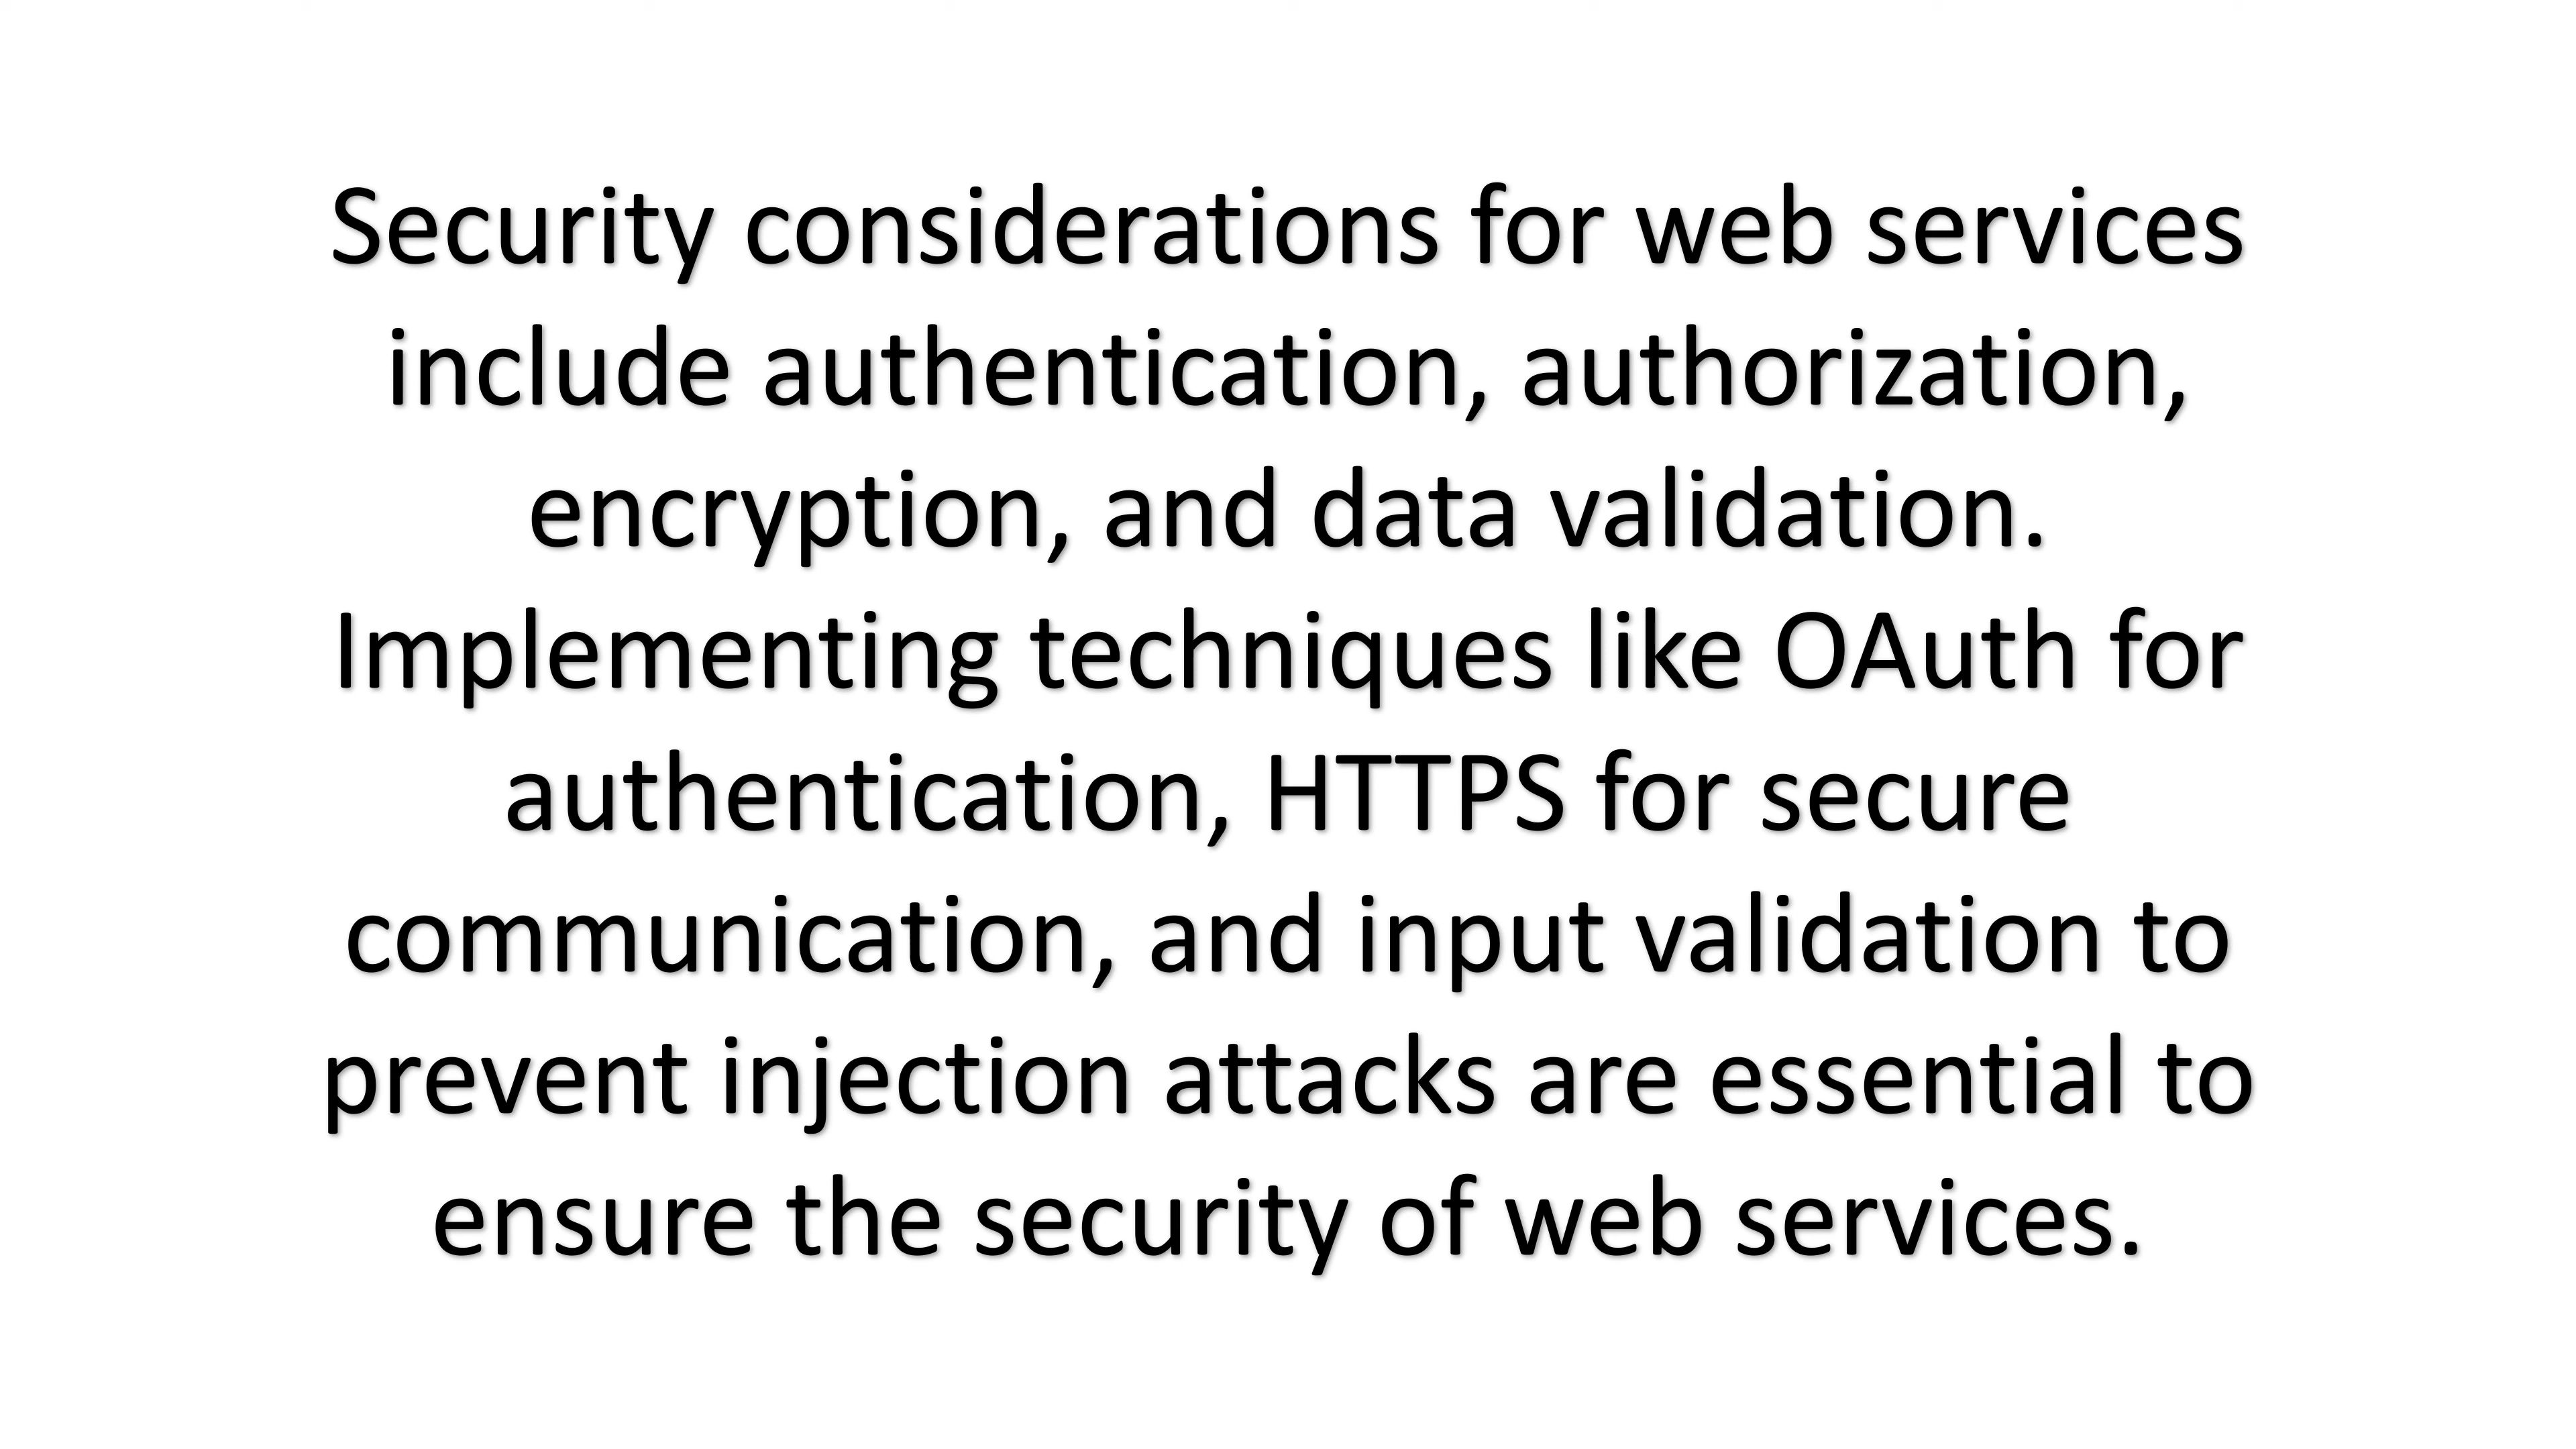 Security considerations for web services
include authentication, authorization,
encryption, and data validation.
Implementing techniques like OAuth for
authentication, HTTPS for secure
communication, and input validation to
prevent injection attacks are essential to
ensure the security of web services.